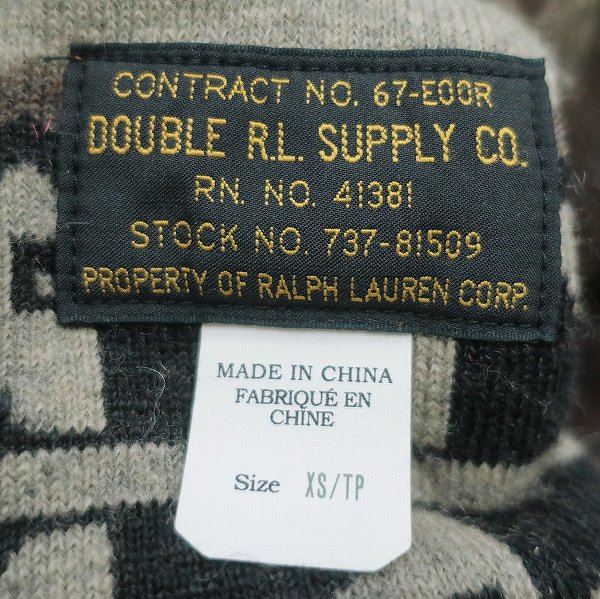 CONTRACT NO. 67-E00R
DOUBLE R.L. SUPPLY CO.
RN. NO. 41381
STOCK NO. 737-81509
PROPERTY OF RALPH LAUREN CORP.
MADE IN CHINA
FABRIQUÉ EN
CHINE
Size XS/TP